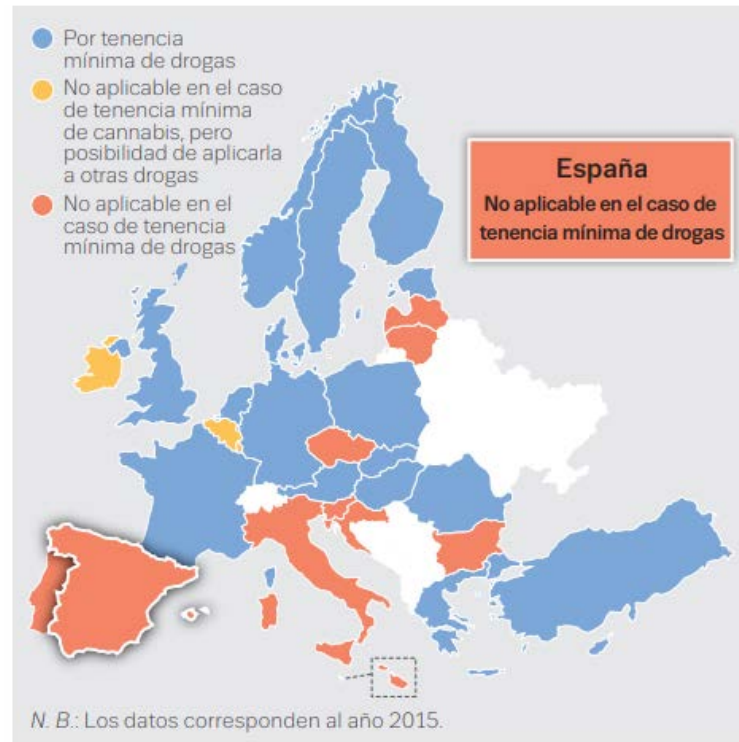 Por tenencia
mínima de drogas
No aplicable en el caso
de tenencia mínima
de cannabis, pero
posibilidad de aplicarla
a otras drogas
No aplicable en el
caso de tenencia
mínima de drogas
España
No aplicable en el caso de
tenencia mínima de drogas
N. B.: Los datos corresponden al año 2015.